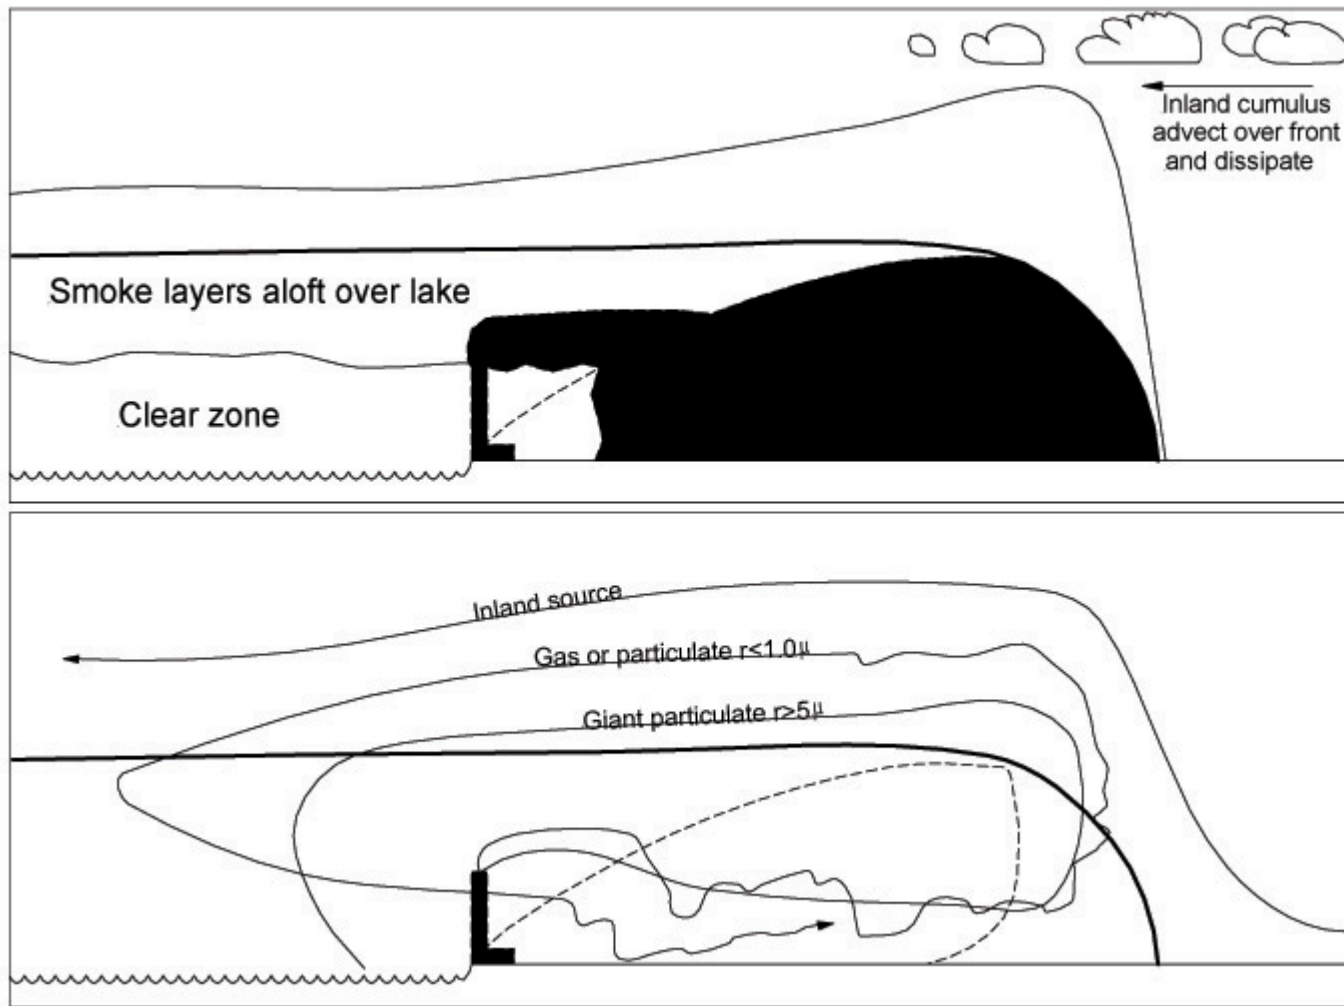 Inland cumulus
advect over front
and dissipate
Smoke layers aloft over lake
Clear zone
Inland source
Gas or particulate r<1.0μ
Giant particulate r>5μ